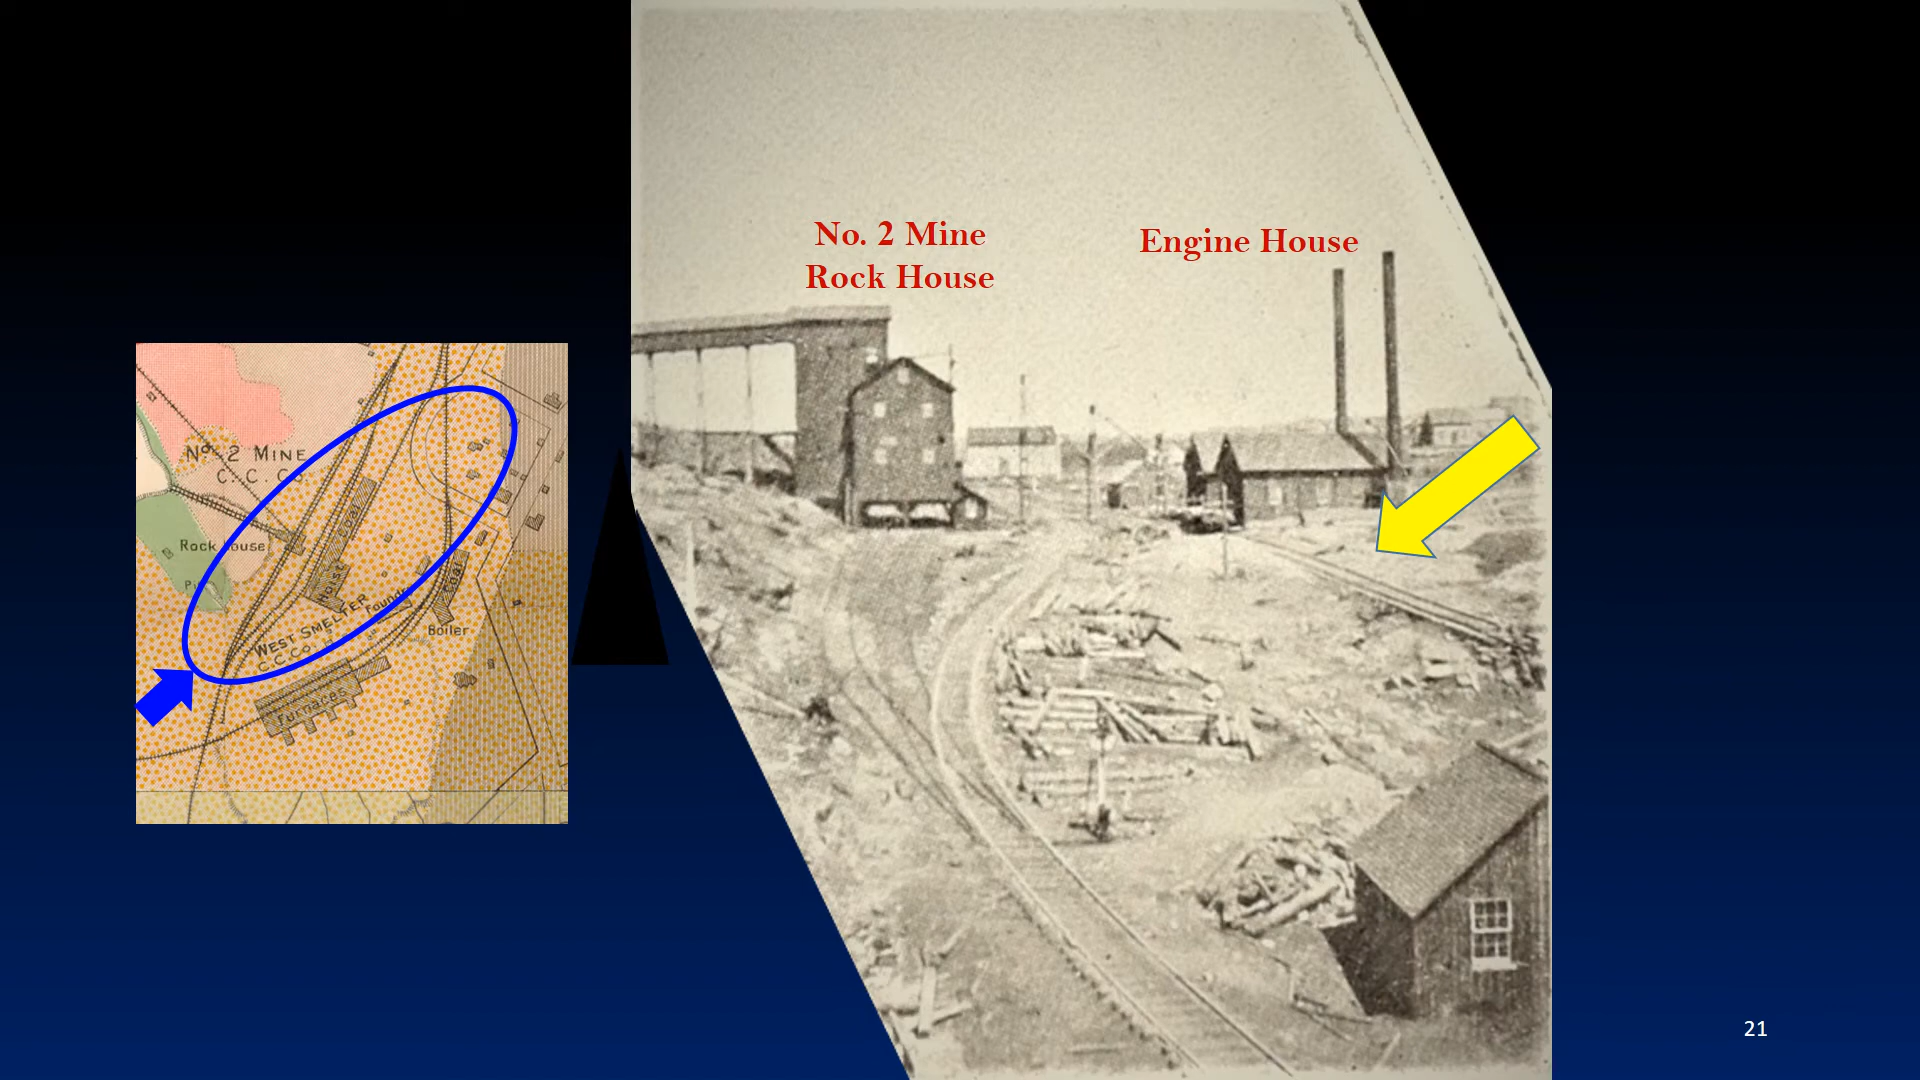 No. 2 Mine
Rock House
Engine House
No. 2 MINE
C. C. Co.
Coal
Rock House
Hoist
Coal
WEST SMELTER
Foundry
C.C.Co.
Boiler
Furnaces
21